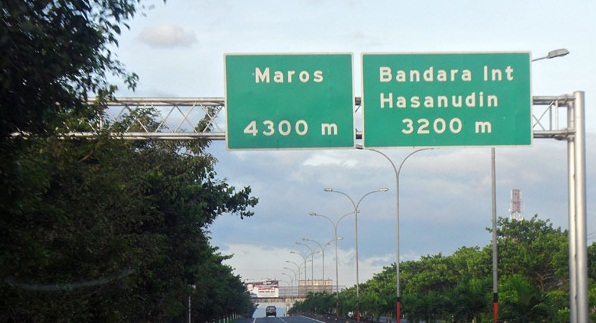 Maros
4300 m
Bandara Int
Hasanudin
3200 m